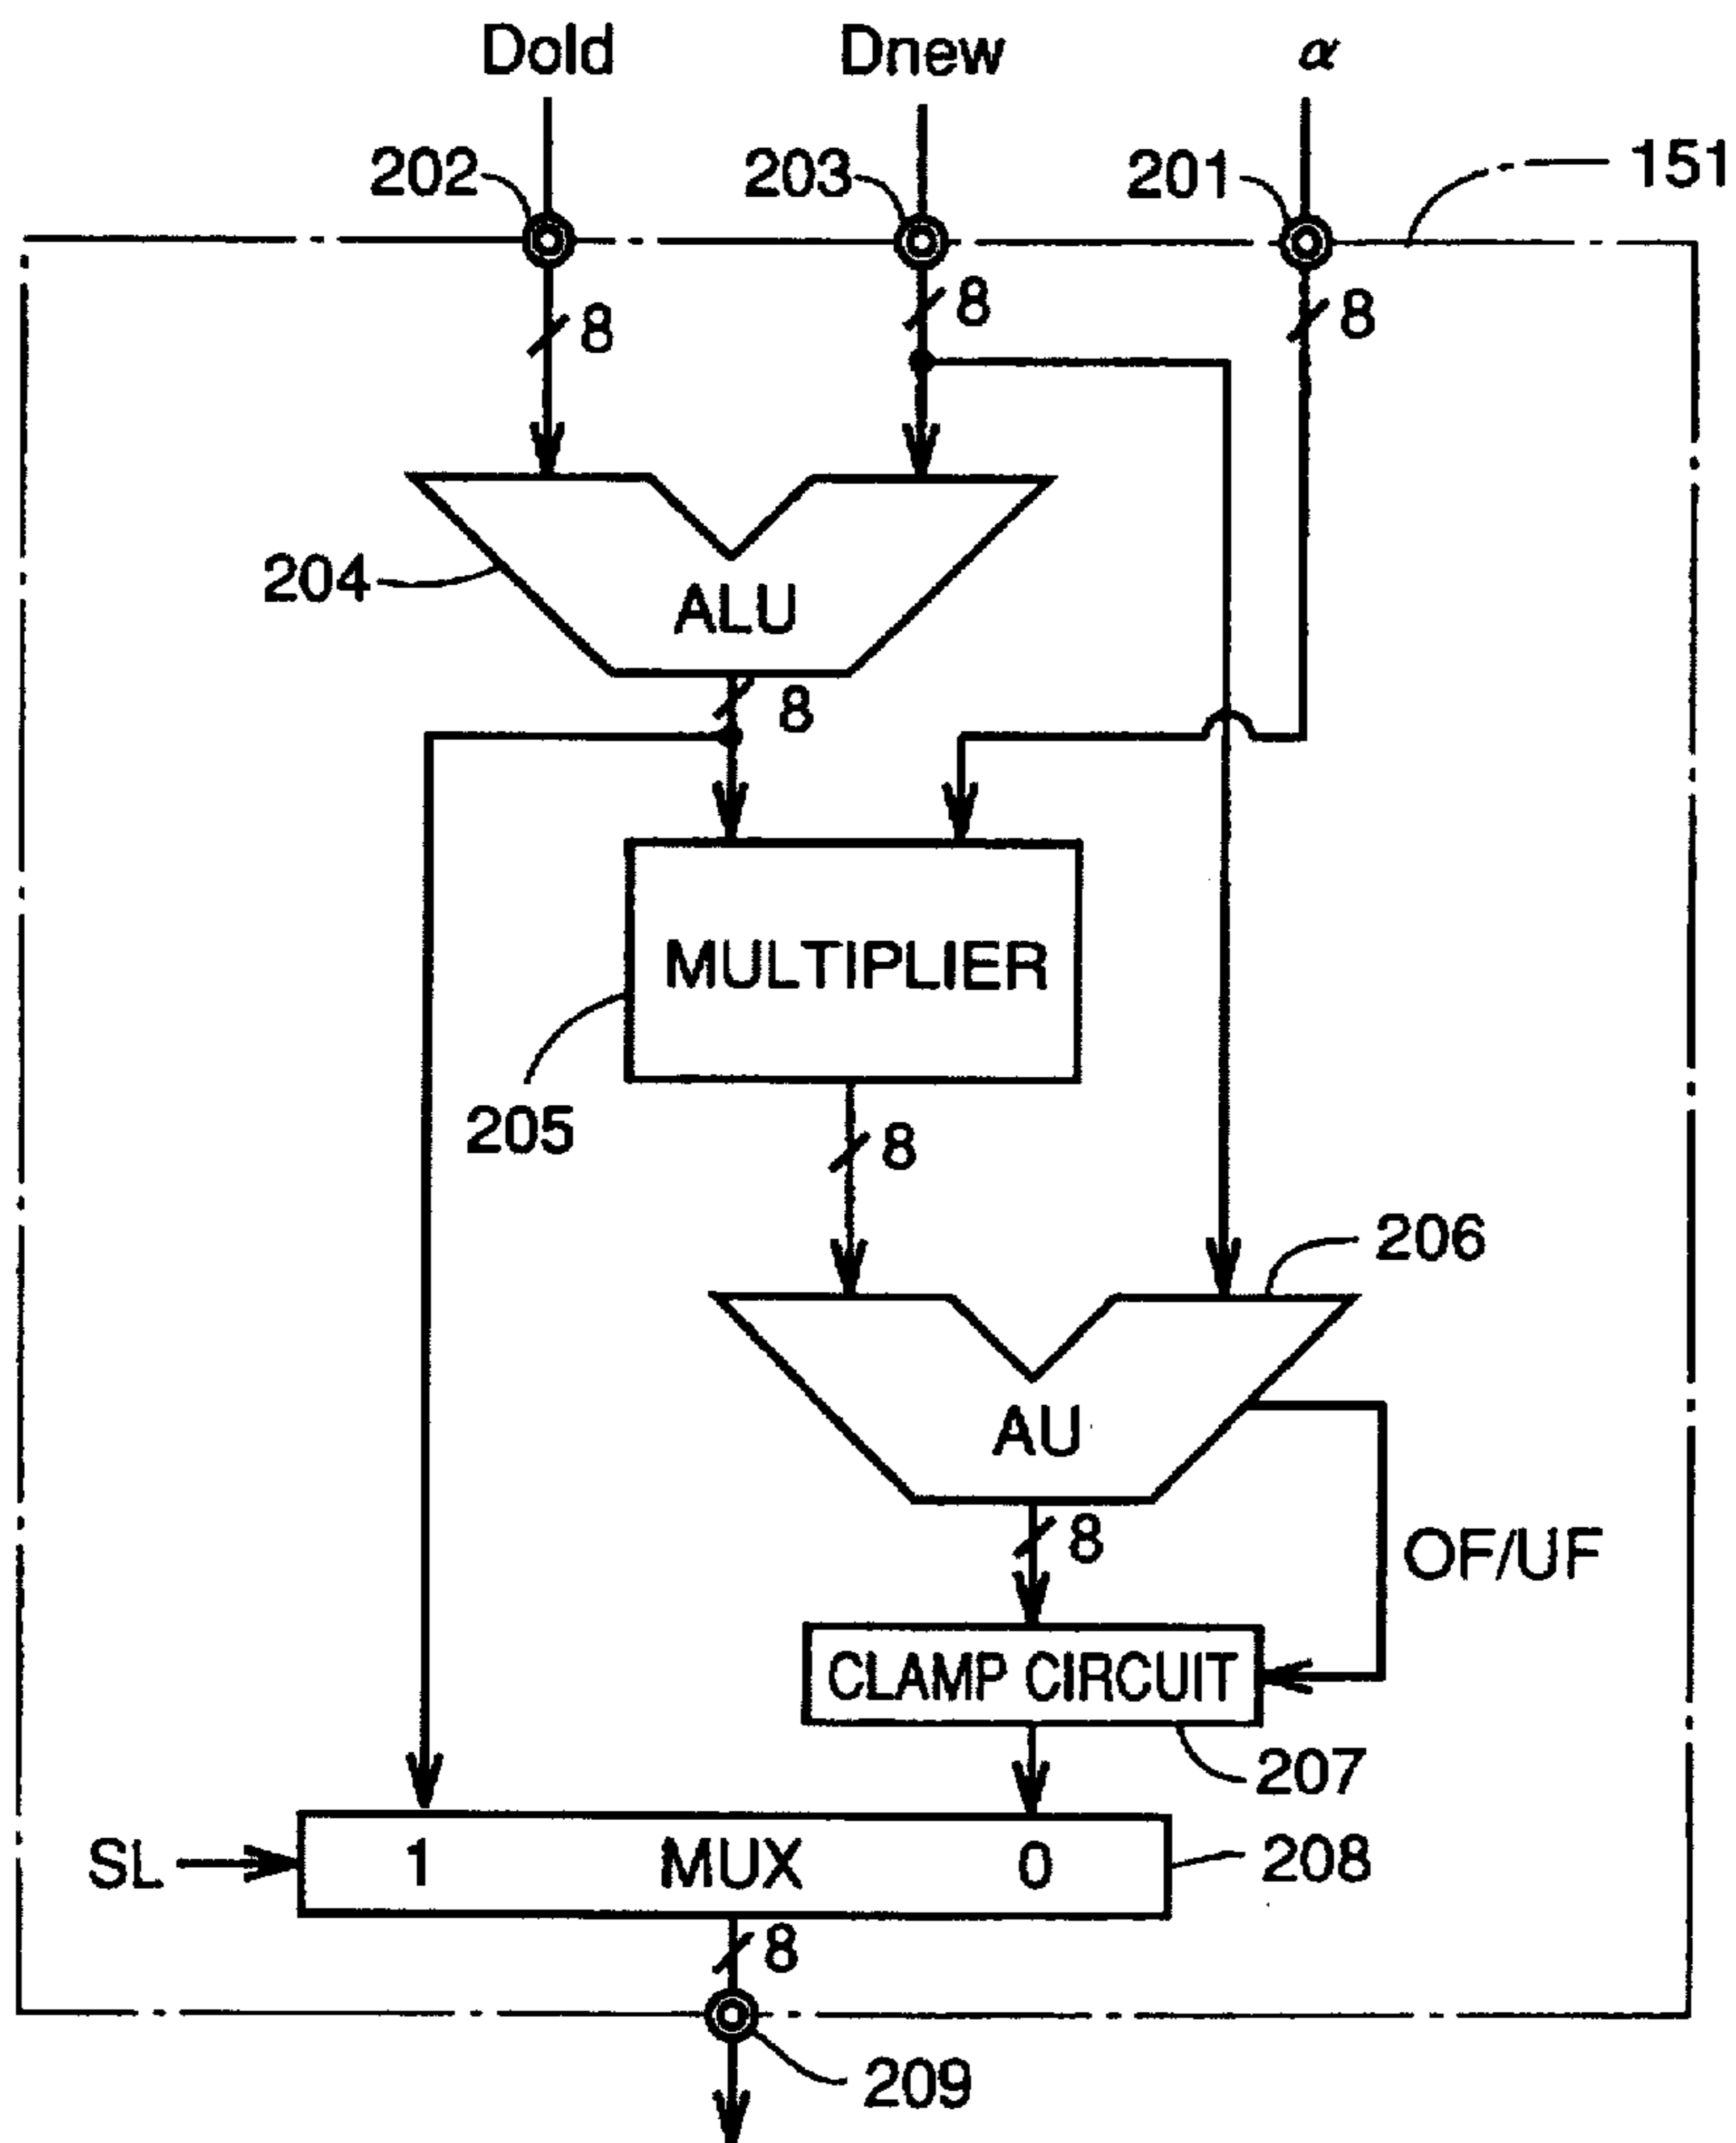 Dold Dnew α
202 203 201 151
8 8 8
204 ALU
8
MULTIPLIER
205
8
206
AU
8 OF/UF
CLAMP CIRCUIT
207
SL 1 MUX 0 208
8
209